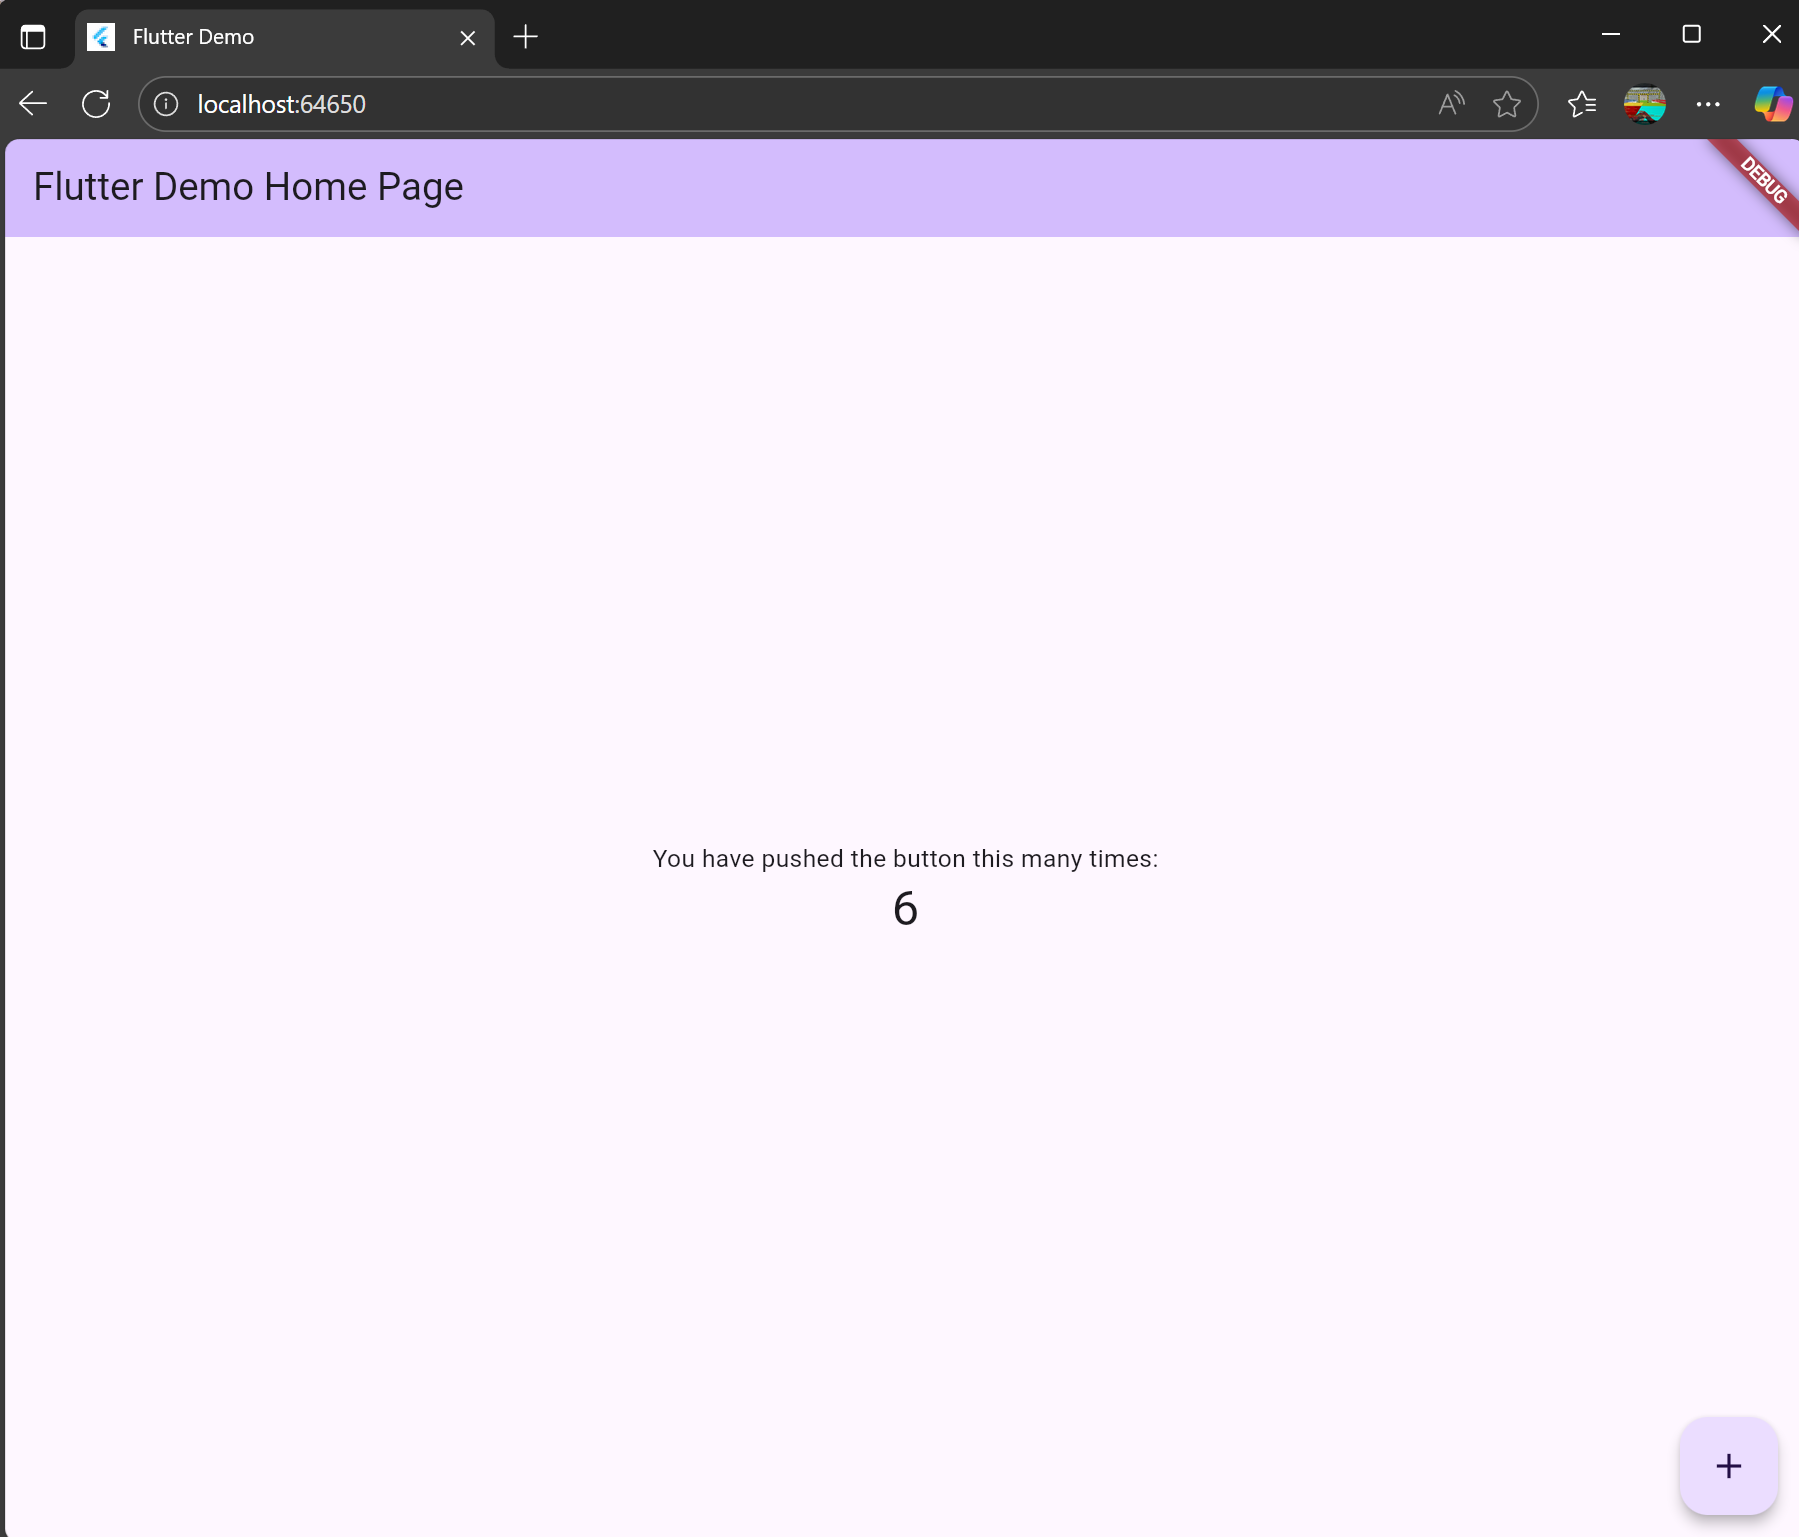 Flutter Demo
localhost:64650
Flutter Demo Home Page
DEBUG
You have pushed the button this many times:
6